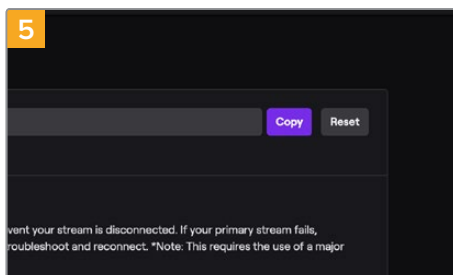 5
Copy Reset
vent your stream is disconnected. If your primary stream fails,
roubleshoot and reconnect. *Note: This requires the use of a major